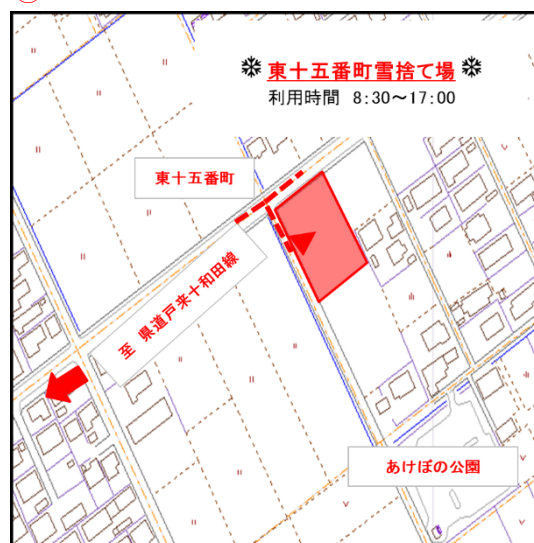 ❄ 東十五番町雪捨て場 ❄
利用時間 8:30～17:00
東十五番町
至 県道戸来十和田線
あけぼの公園